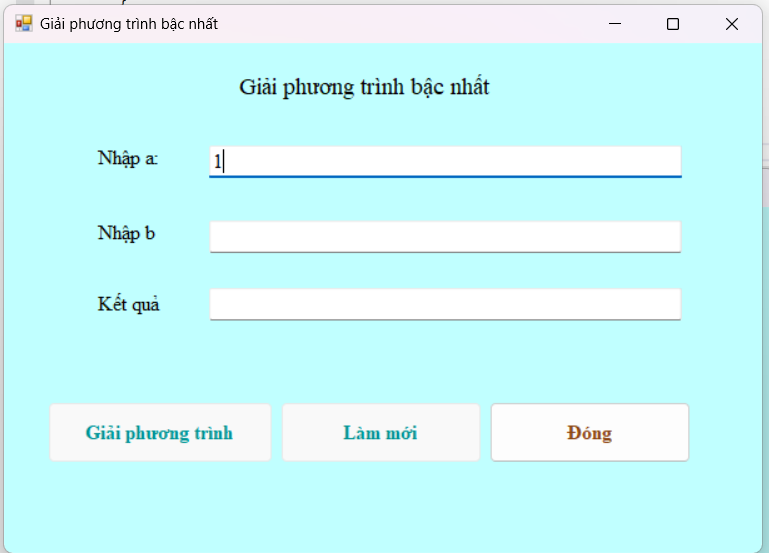 Giải phương trình bậc nhất
Giải phương trình bậc nhất
Nhập a:
1
Nhập b
Kết quả
Giải phương trình
Làm mới
Đóng